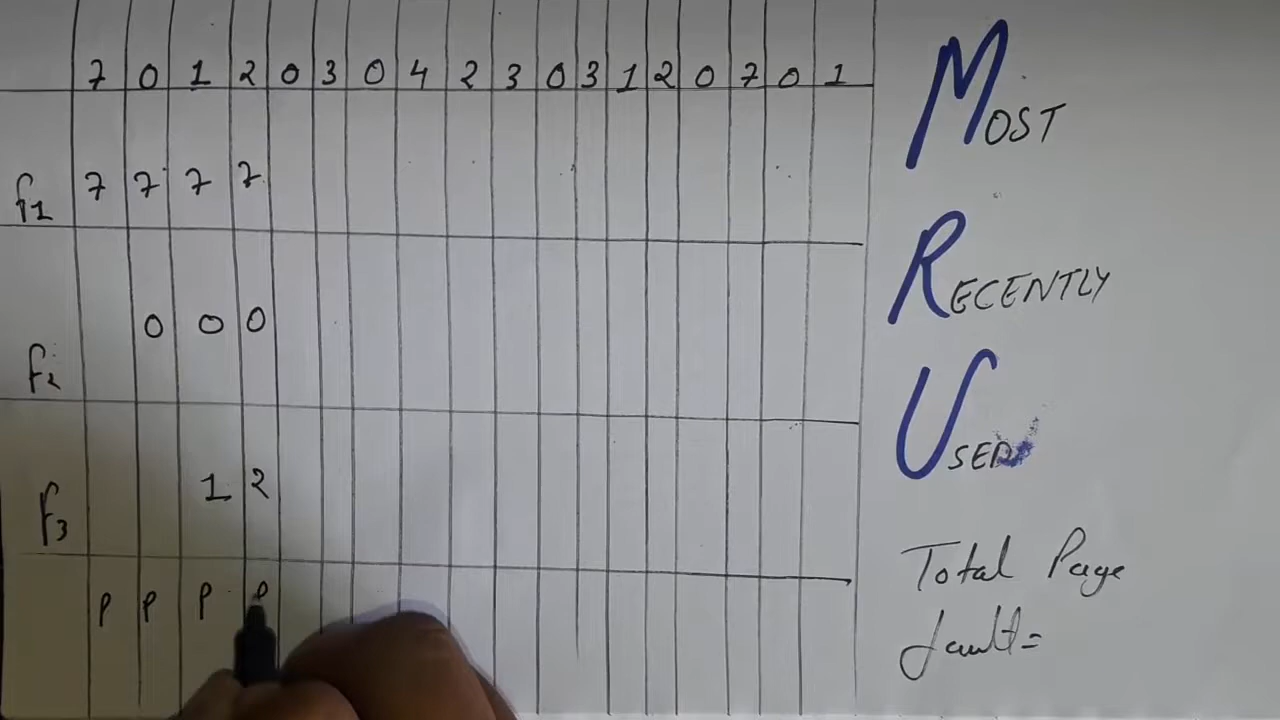 7 0 1 2 0 3 0 4 2 3 0 3 1 2 0 7 0 1
f1 7 7 7 7
f2 0 0 0
f3 1 2
P P P P
MOST
RECENTLY
USED
Total Page
fault=